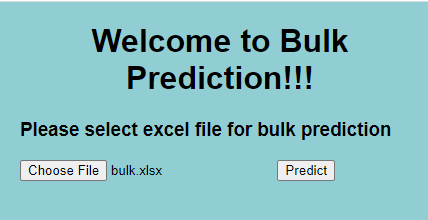 Welcome to Bulk
Prediction!!!
Please select excel file for bulk prediction
Choose File bulk.xlsx Predict